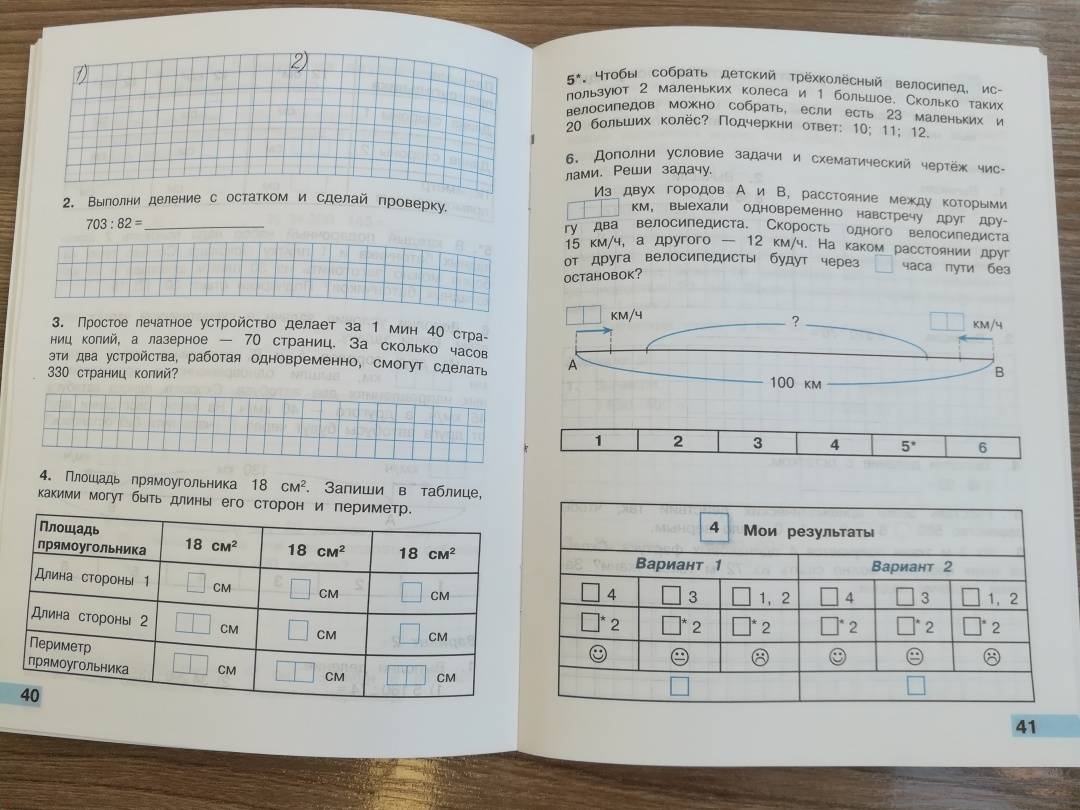 1)
2)
2. Выполни деление с остатком и сделай проверку.
703 : 82 =
3. Простое печатное устройство делает за 1 мин 40 стра-
ниц копий, а лазерное — 70 страниц. За сколько часов
эти два устройства, работая одновременно, смогут сделать
330 страниц копий?
4. Площадь прямоугольника 18 см². Запиши в таблице,
какими могут быть длины его сторон и периметр.
Площадь
прямоугольника
18 см² 18 см² 18 см²
Длина стороны 1 см см см
Длина стороны 2 см см см
Периметр
прямоугольника см см см
40
5*. Чтобы собрать детский трёхколёсный велосипед, ис-
пользуют 2 маленьких колеса и 1 большое. Сколько таких
велосипедов можно собрать, если есть 23 маленьких и
20 больших колёс? Подчеркни ответ: 10; 11; 12.
6. Дополни условие задачи и схематический чертёж чис-
лами. Реши задачу.
Из двух городов А и В, расстояние между которыми
км, выехали одновременно навстречу друг дру-
гу два велосипедиста. Скорость одного велосипедиста
15 км/ч, а другого — 12 км/ч. На каком расстоянии друг
от друга велосипедисты будут через часа пути без
остановок?
км/ч ? км/ч
А В
100 км
1 2 3 4 5* 6
4 Мои результаты
Вариант 1 Вариант 2
4 3 1, 2 4 3 1, 2
* 2 * 2 * 2 * 2 * 2 * 2
41